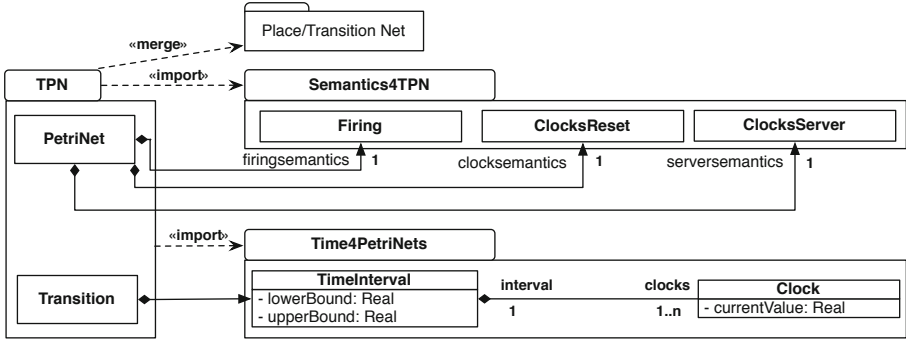 Place/Transition Net
«merge»
TPN
«import»
Semantics4TPN
Firing
ClocksReset
ClocksServer
PetriNet
firingsemantics
1
clocksemantics
1
serversemantics
1
«import»
Time4PetriNets
TimeInterval
interval
clocks
Clock
Transition
- lowerBound: Real
- upperBound: Real
1
1..n
- currentValue: Real